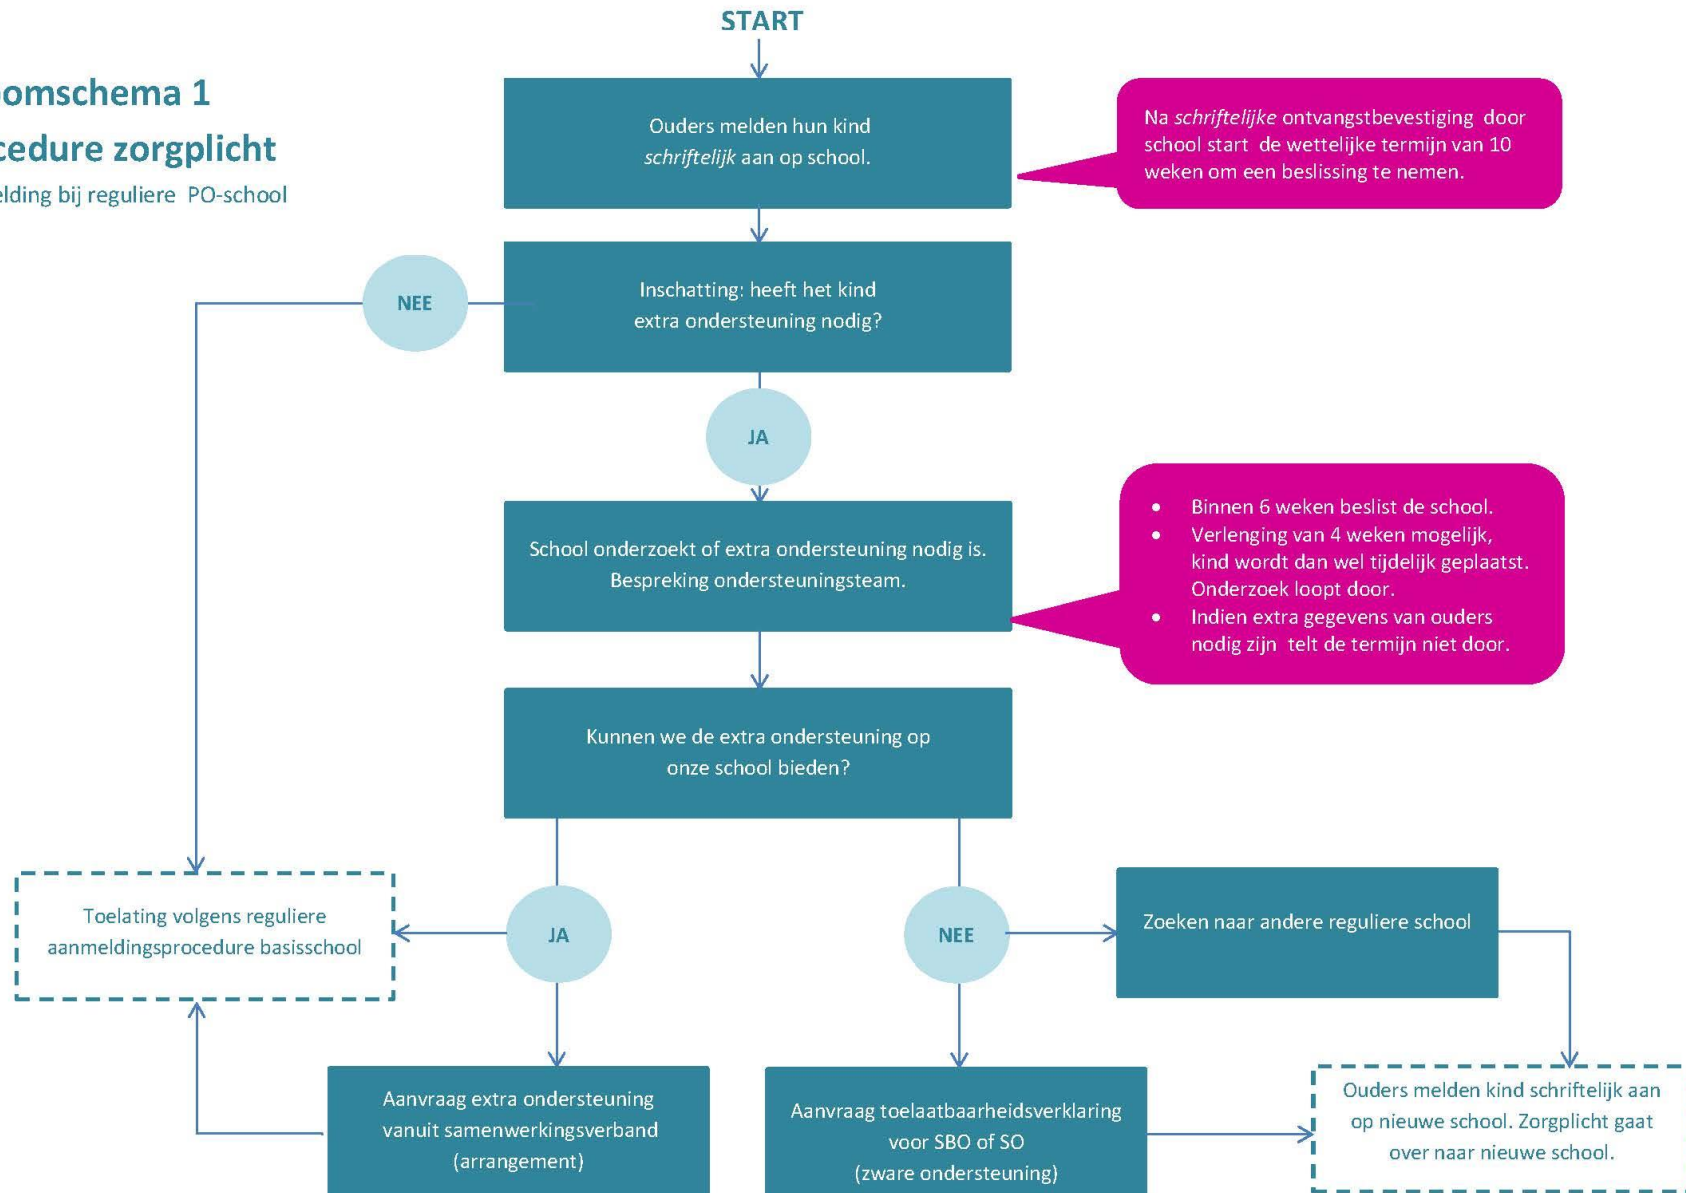 START
omschema 1
cedure zorgplicht
elding bij reguliere PO-school
Ouders melden hun kind
schriftelijk aan op school.
Na schriftelijke ontvangstbevestiging door
school start de wettelijke termijn van 10
weken om een beslissing te nemen.
NEE
Inschatting: heeft het kind
extra ondersteuning nodig?
JA
School onderzoekt of extra ondersteuning nodig is.
Bespreking ondersteuningsteam.
• Binnen 6 weken beslist de school.
• Verlenging van 4 weken mogelijk,
kind wordt dan wel tijdelijk geplaatst.
Onderzoek loopt door.
• Indien extra gegevens van ouders
nodig zijn telt de termijn niet door.
Kunnen we de extra ondersteuning op
onze school bieden?
Toelating volgens reguliere
aanmeldingsprocedure basisschool
JA
NEE
Zoeken naar andere reguliere school
Aanvraag extra ondersteuning
vanuit samenwerkingsverband
(arrangement)
Aanvraag toelaatbaarheidsverklaring
voor SBO of SO
(zware ondersteuning)
Ouders melden kind schriftelijk aan
op nieuwe school. Zorgplicht gaat
over naar nieuwe school.